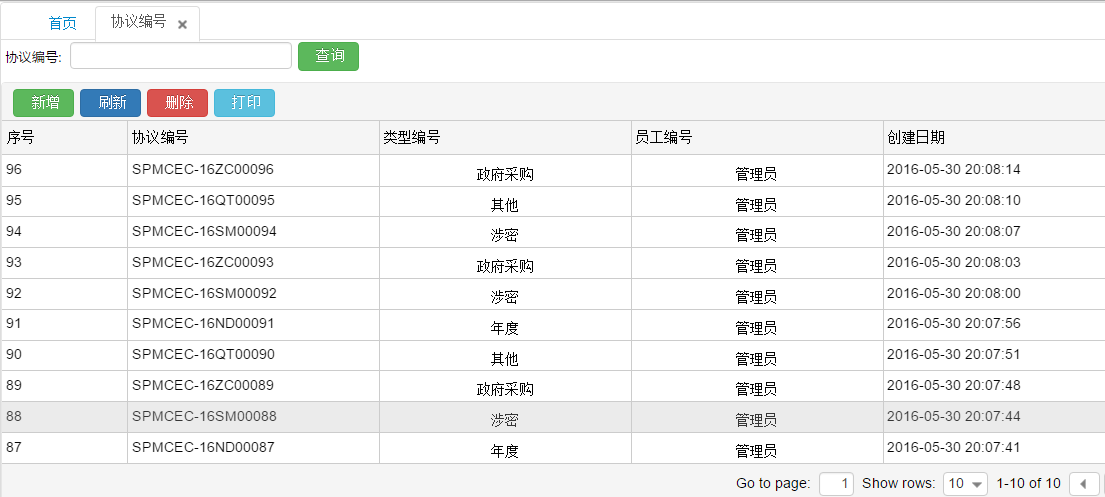 首页 协议编号 ×
协议编号: 查询
新增 刷新 删除 打印
序号 协议编号 类型编号 员工编号 创建日期
96 SPMCEC-16ZC00096 政府采购 管理员 2016-05-30 20:08:14
95 SPMCEC-16QT00095 其他 管理员 2016-05-30 20:08:10
94 SPMCEC-16SM00094 涉密 管理员 2016-05-30 20:08:07
93 SPMCEC-16ZC00093 政府采购 管理员 2016-05-30 20:08:03
92 SPMCEC-16SM00092 涉密 管理员 2016-05-30 20:08:00
91 SPMCEC-16ND00091 年度 管理员 2016-05-30 20:07:56
90 SPMCEC-16QT00090 其他 管理员 2016-05-30 20:07:51
89 SPMCEC-16ZC00089 政府采购 管理员 2016-05-30 20:07:48
88 SPMCEC-16SM00088 涉密 管理员 2016-05-30 20:07:44
87 SPMCEC-16ND00087 年度 管理员 2016-05-30 20:07:41
Go to page: 1 Show rows: 10 1-10 of 10